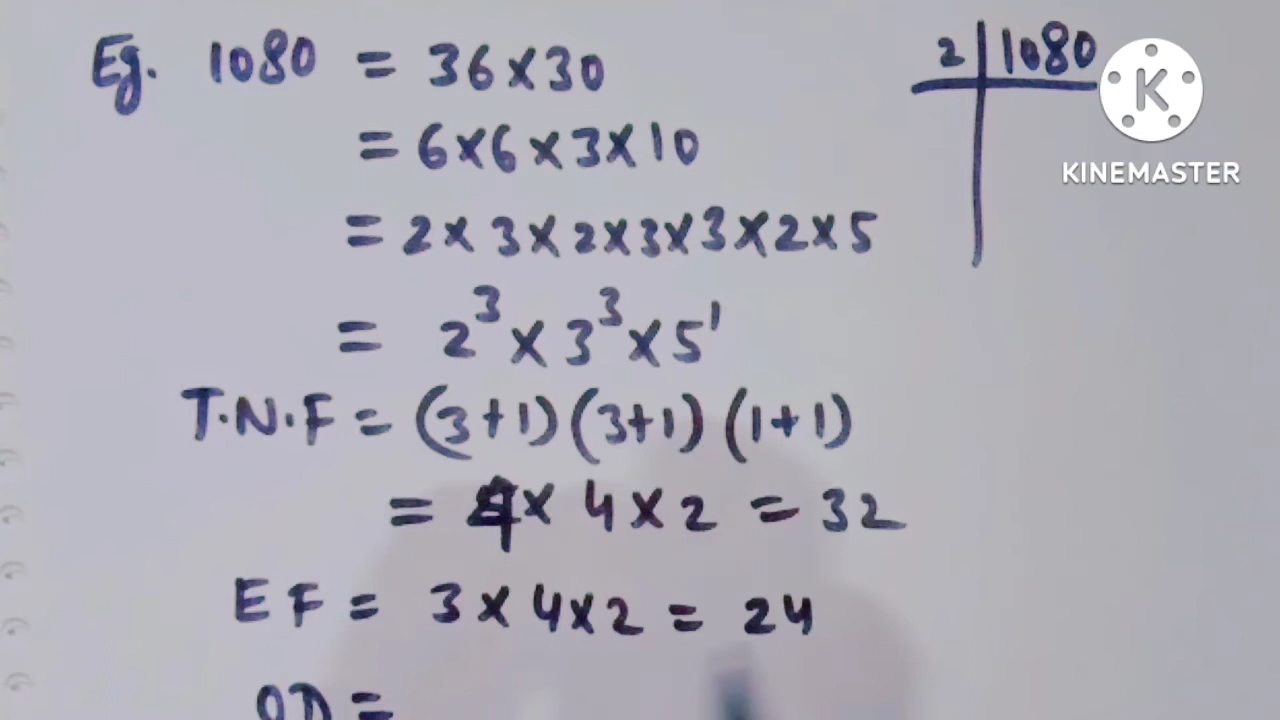 Eg. 1080 = 36×30
2 | 1080
= 6×6×3×10
= 2×3×2×3×3×2×5
= 2³×3³×5¹
T.N.F = (3+1)(3+1)(1+1)
= 4×4×2 = 32
EF = 3×4×2 = 24
=
K
KINEMASTER